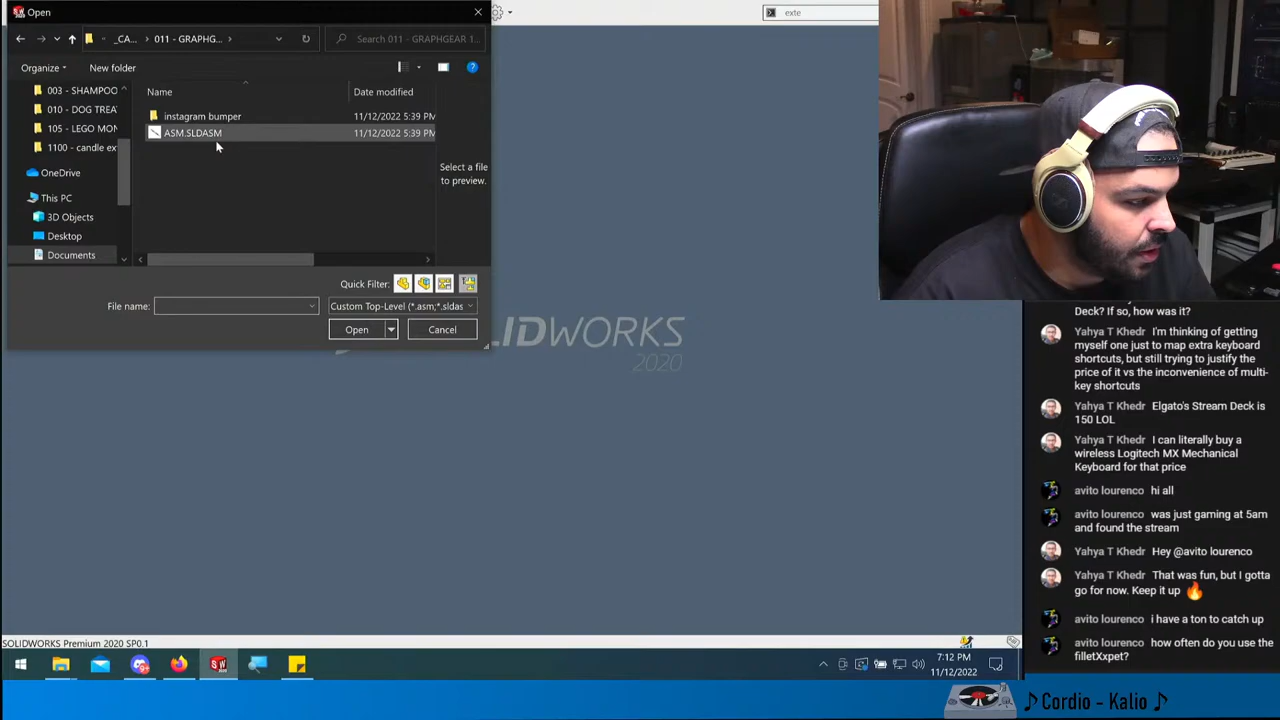 Open
exte
_CA...
011 - GRAPHG...
Search 011 - GRAPHGEAR 1...
Organize
New folder
003 - SHAMPOO
010 - DOG TREA
105 - LEGO MON
1100 - candle ex
OneDrive
This PC
3D Objects
Desktop
Documents
Name
Date modified
instagram bumper
11/12/2022 5:39 PM
ASM.SLDASM
11/12/2022 5:39 PM
Select a file
to preview.
Quick Filter:
File name:
Custom Top-Level (*.asm;*.sldas
Open
Cancel
LIDWORKS
2020
Deck? If so, how was it?
Yahya T Khedr I'm thinking of getting
myself one just to map extra keyboard
shortcuts, but still trying to justify the
price of it vs the inconvenience of multi-
key shortcuts
Yahya T Khedr Elgato's Stream Deck is
150 LOL
Yahya T Khedr I can literally buy a
wireless Logitech MX Mechanical
Keyboard for that price
avito lourenco hi all
avito lourenco was just gaming at 5am
and found the stream
Yahya T Khedr Hey @avito lourenco
Yahya T Khedr That was fun, but I gotta
go for now. Keep it up 🔥
avito lourenco i have a ton to catch up
avito lourenco how often do you use the
filletXxpet?
SOLIDWORKS Premium 2020 SP0.1
7:12 PM
11/12/2022
♪ Cordio - Kalio ♪